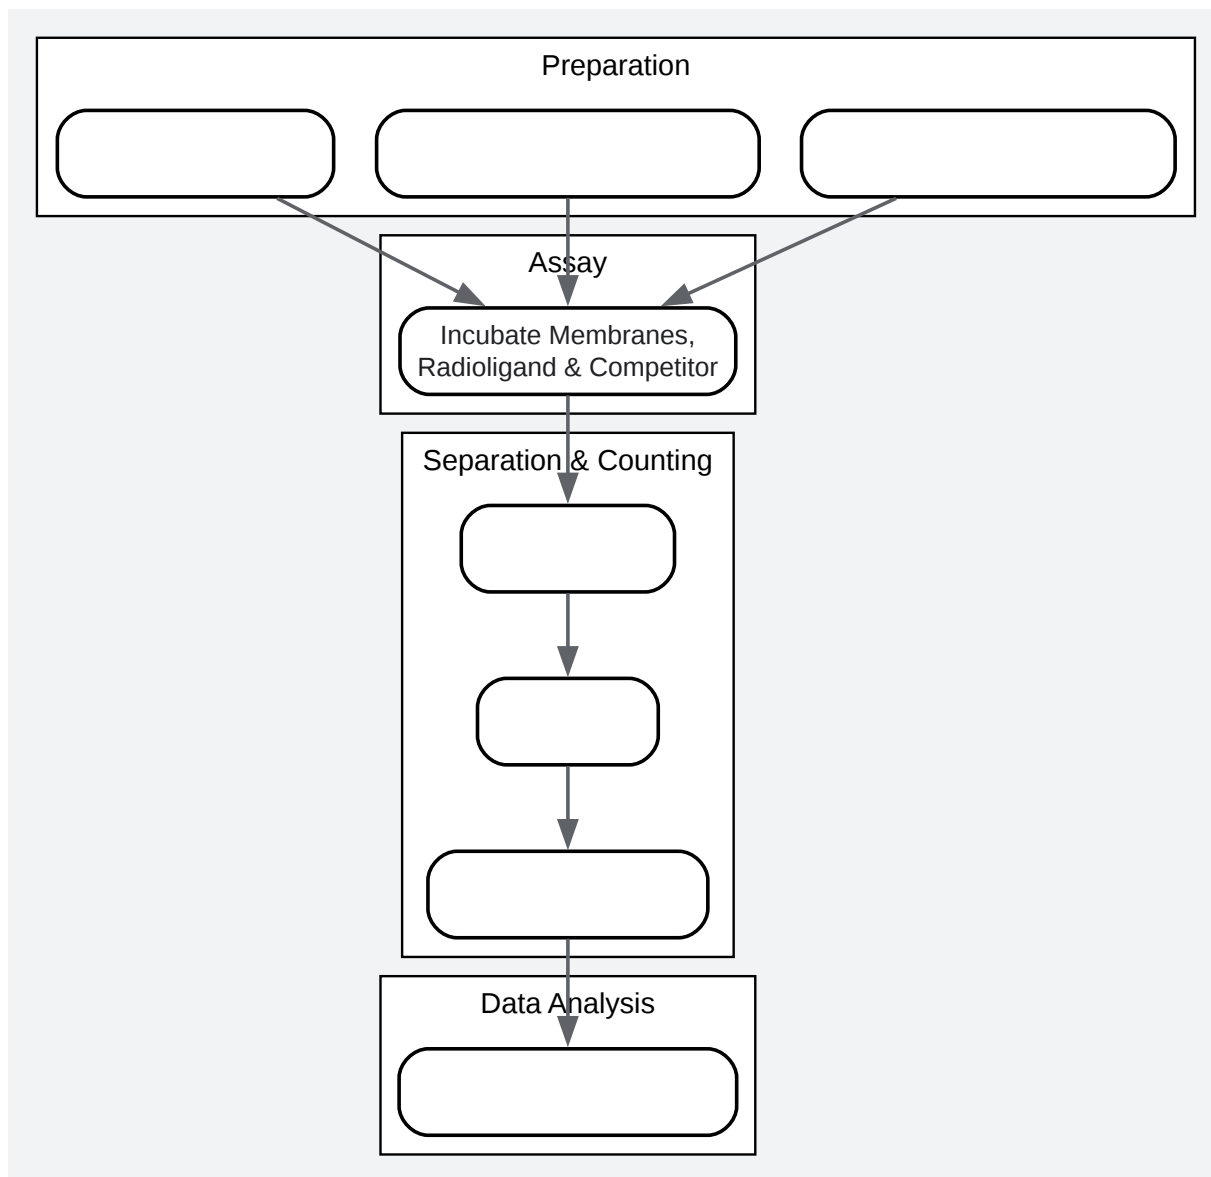 Preparation
Assay
Incubate Membranes,
Radioligand & Competitor
Separation & Counting
Data Analysis